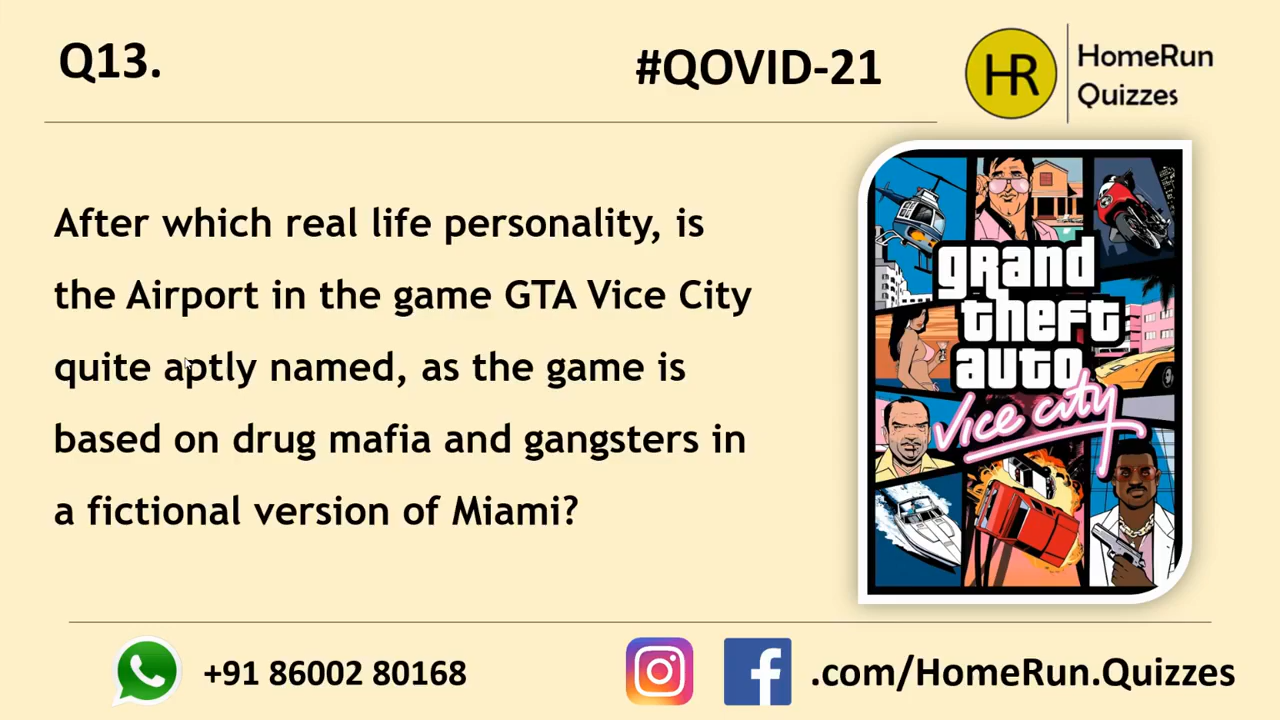 Q13.
#QOVID-21
HR
HomeRun
Quizzes
After which real life personality, is
the Airport in the game GTA Vice City
quite aptly named, as the game is
based on drug mafia and gangsters in
a fictional version of Miami?
grand
theft
auto
vice city
+91 86002 80168
.com/HomeRun.Quizzes